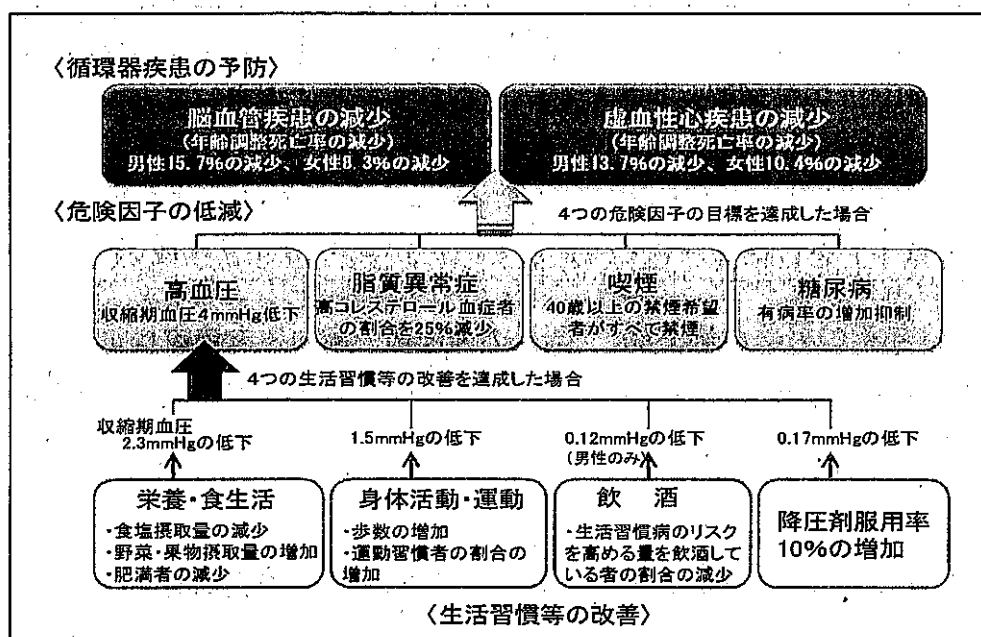 〈循環器疾患の予防〉
脳血管疾患の減少
(年齢調整死亡率の減少)
男性15.7%の減少、女性8.3%の減少
虚血性心疾患の減少
(年齢調整死亡率の減少)
男性13.7%の減少、女性10.4%の減少
〈危険因子の低減〉
4つの危険因子の目標を達成した場合
高血圧
収縮期血圧4mmHg低下
脂質異常症
高コレステロール血症者
の割合を25%減少
喫煙
40歳以上の禁煙希望
者がすべて禁煙
糖尿病
有病率の増加抑制
4つの生活習慣等の改善を達成した場合
収縮期血圧
2.3mmHgの低下
1.5mmHgの低下
0.12mmHgの低下
(男性のみ)
0.17mmHgの低下
栄養・食生活
・食塩摂取量の減少
・野菜・果物摂取量の増加
・肥満者の減少
身体活動・運動
・歩数の増加
・運動習慣者の割合の
増加
飲 酒
・生活習慣病のリスク
を高める量を飲酒して
いる者の割合の減少
降圧剤服用率
10%の増加
〈生活習慣等の改善〉